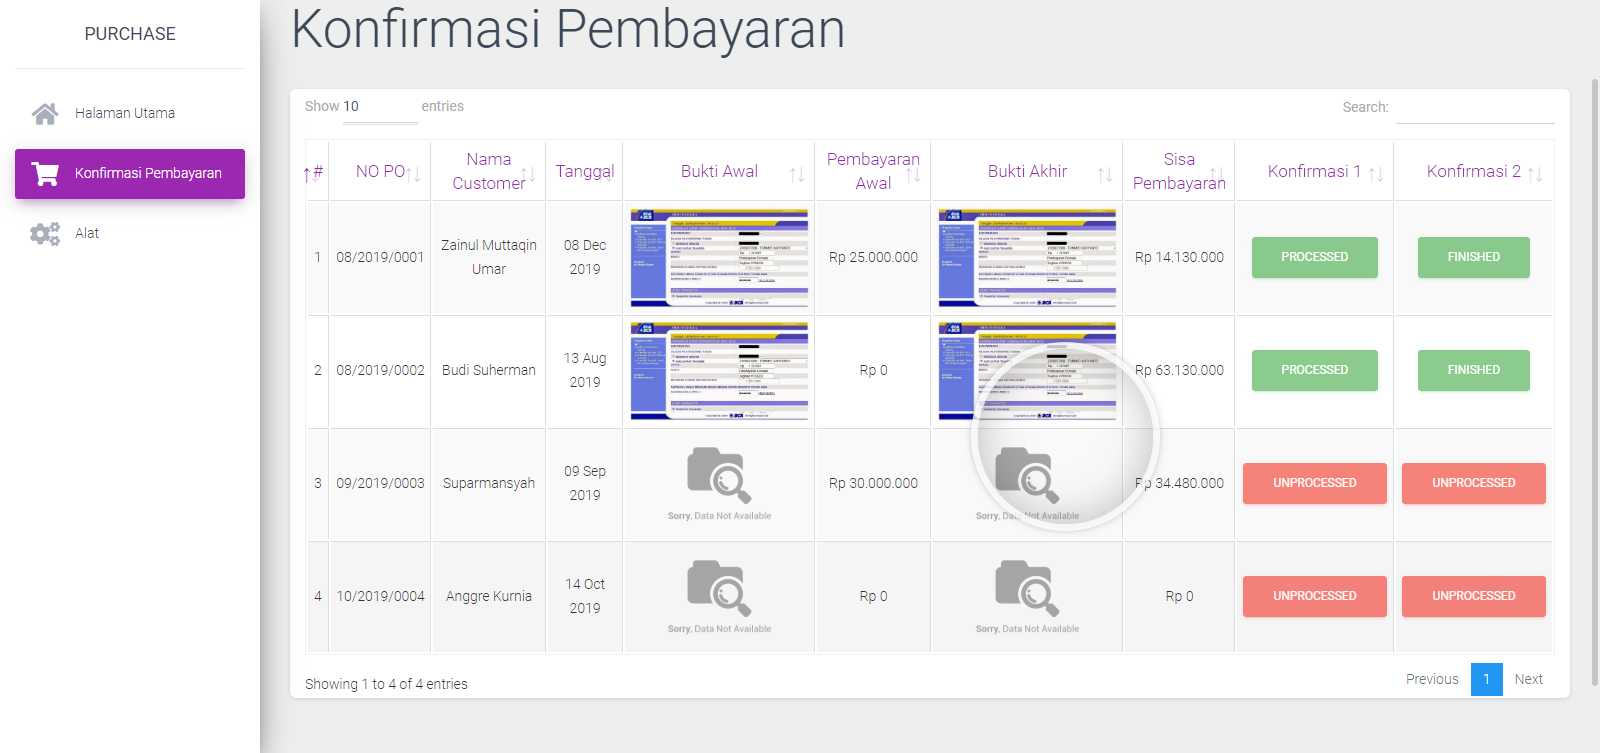 PURCHASE
Halaman Utama
Konfirmasi Pembayaran
Alat
Konfirmasi Pembayaran
Show 10 entries
Search:
#
NO PO
Nama
Customer
Tanggal
Bukti Awal
Pembayaran
Awal
Bukti Akhir
Sisa
Pembayaran
Konfirmasi 1
Konfirmasi 2
1
08/2019/0001
Zainul Muttaqin
Umar
08 Dec
2019
Rp 25.000.000
Rp 14.130.000
PROCESSED
FINISHED
2
08/2019/0002
Budi Suherman
13 Aug
2019
Rp 0
Rp 63.130.000
PROCESSED
FINISHED
3
09/2019/0003
Suparmansyah
09 Sep
2019
Sorry, Data Not Available
Rp 30.000.000
Sorry, Data Not Available
Rp 34.480.000
UNPROCESSED
UNPROCESSED
4
10/2019/0004
Anggre Kurnia
14 Oct
2019
Sorry, Data Not Available
Rp 0
Sorry, Data Not Available
Rp 0
UNPROCESSED
UNPROCESSED
Showing 1 to 4 of 4 entries
Previous
1
Next